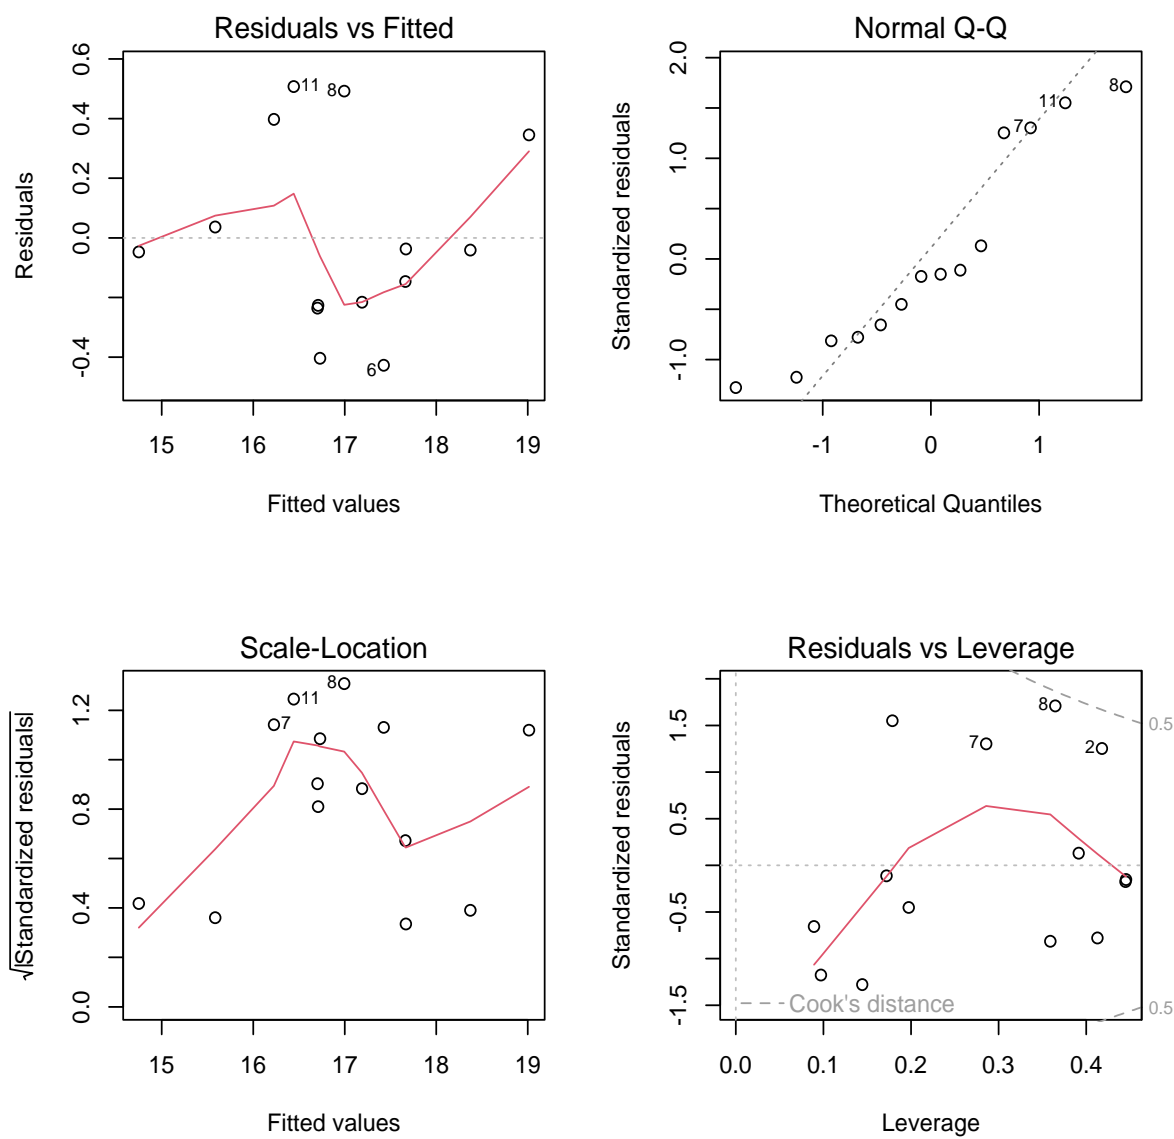 Residuals vs Fitted
Residuals
0.6
0.4
0.2
0.0
-0.4
11
8
6
15 16 17 18 19
Fitted values
Normal Q-Q
Standardized residuals
2.0
1.0
0.0
-1.0
8
11
7
-1 0 1
Theoretical Quantiles
Scale-Location
√|Standardized residuals|
1.2
0.8
0.4
0.0
8
11
7
15 16 17 18 19
Fitted values
Residuals vs Leverage
Standardized residuals
1.5
0.5
-0.5
-1.5
8
7
2
0.5
0.5
Cook's distance
0.0 0.1 0.2 0.3 0.4
Leverage